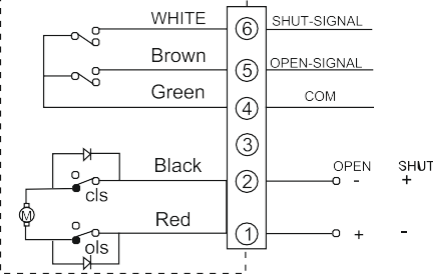 WHITE 6 SHUT-SIGNAL
Brown 5 OPEN-SIGNAL
Green 4 COM
3
Black 2 OPEN SHUT
- +
cls
M
Red 1 + -
ols